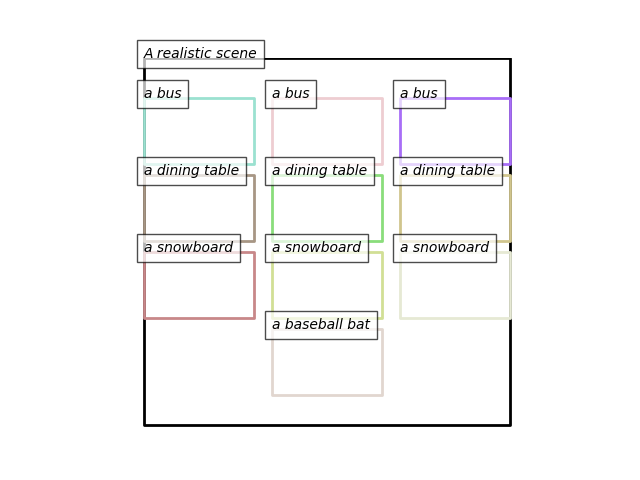 A realistic scene
a bus
a bus
a bus
a dining table
a dining table
a dining table
a snowboard
a snowboard
a snowboard
a baseball bat